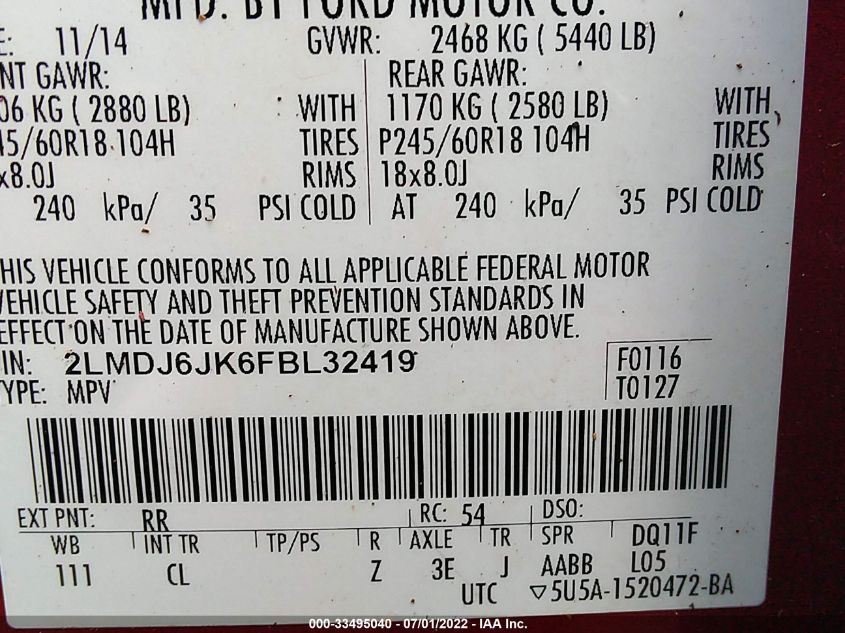 MFD. BY FORD MOTOR CO.
E: 11/14 GVWR: 2468 KG ( 5440 LB)
NT GAWR: REAR GAWR:
06 KG ( 2880 LB) WITH 1170 KG ( 2580 LB) WITH
45/60R18 104H TIRES P245/60R18 104H TIRES
x8.0J RIMS 18x8.0J RIMS
240 kPa/ 35 PSI COLD AT 240 kPa/ 35 PSI COLD
HIS VEHICLE CONFORMS TO ALL APPLICABLE FEDERAL MOTOR
VEHICLE SAFETY AND THEFT PREVENTION STANDARDS IN
EFFECT ON THE DATE OF MANUFACTURE SHOWN ABOVE.
IN: 2LMDJ6JK6FBL32419 F0116
TYPE: MPV T0127
EXT PNT: RR RC: 54 DSO:
WB INT TR TP/PS R AXLE TR SPR DQ11F
111 CL Z 3E J AABB L05
UTC ▽5U5A-1520472-BA
000-33495040 - 07/01/2022 - IAA Inc.